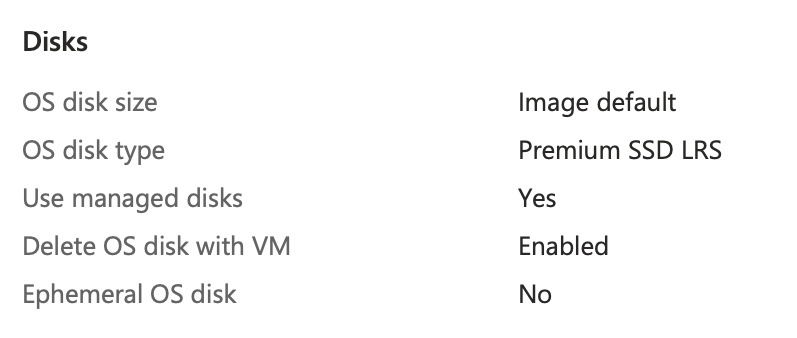 Disks
OS disk size Image default
OS disk type Premium SSD LRS
Use managed disks Yes
Delete OS disk with VM Enabled
Ephemeral OS disk No